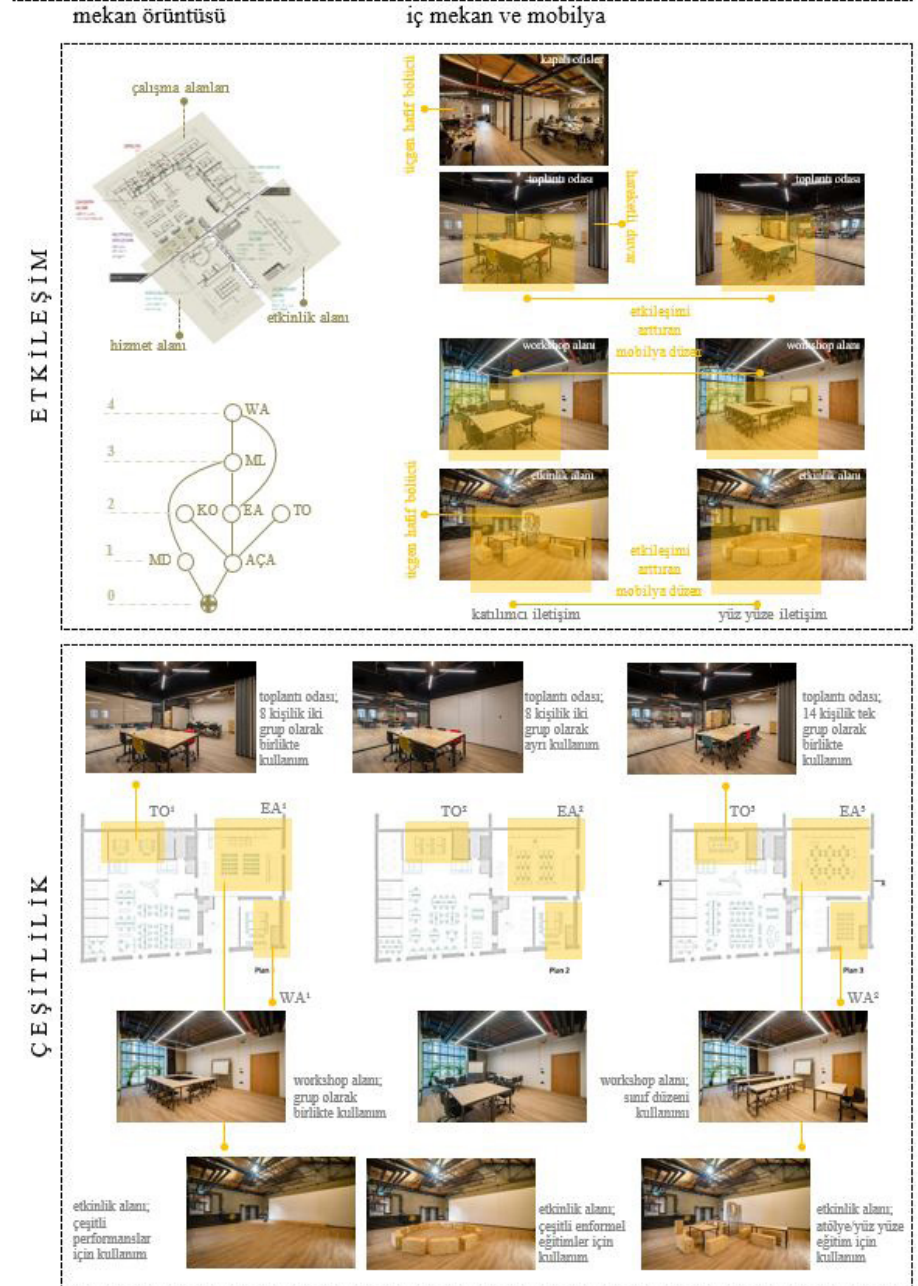 mekan örüntüsü
iç mekan ve mobilya
ETKİLEŞİM
çalışma alanları
etkinlik alanı
hizmet alanı
4
WA
3
ML
2
KO
EA
TO
1
MD
AÇA
0
kapalı ofisler
üçgen hafif bölücü
toplantı odası
hareketli duvar
toplantı odası
etkileşimi
arttıran
mobilya düzen
workshop alanı
workshop alanı
etkinlik alanı
üçgen hafif bölücü
etkinlik alanı
etkileşimi
arttıran
mobilya düzen
katılımcı iletişim
yüz yüze iletişim
ÇEŞİTLİLİK
toplantı odası;
8 kişilik iki
grup olarak
birlikte
kullanım
toplantı odası;
8 kişilik iki
grup olarak
ayrı kullanım
toplantı odası;
14 kişilik tek
grup olarak
birlikte
kullanım
TO¹
EA¹
TO²
EA²
TO³
EA³
Plan
Plan 2
Plan 3
WA¹
WA²
workshop alanı;
grup olarak
birlikte kullanım
workshop alanı;
sınıf düzeni
kullanımı
etkinlik alanı;
çeşitli
performanslar
için kullanım
etkinlik alanı;
çeşitli enformel
eğitimler için
kullanım
etkinlik alanı;
atölye/yüz yüze
eğitim için
kullanım